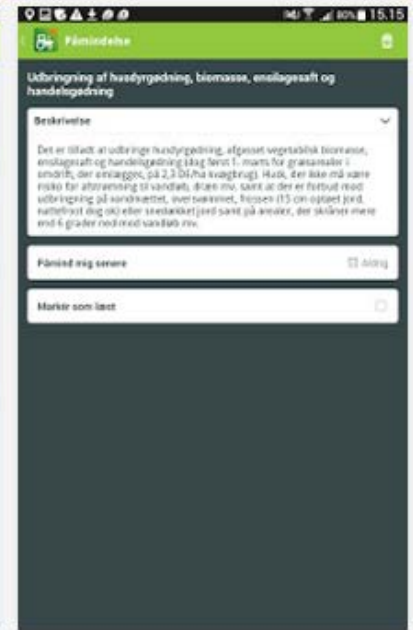 80% 15.15
Påmindelse
Udbringning af husdyrgødning, biomasse, ensilagesaft og
handelsgødning
Beskrivelse
Det er tilladt at udbringe husdyrgødning, afgasset vegetabilsk biomasse,
ensilagesaft og handelsgødning (dog først 1. marts for græsarealer i
omdrift, der omlægges, på 2,3 DE/ha kvægbrug). Husk, der ikke må være
risiko for afstrømning til vandløb, dræn mv. samt at der er forbud mod
udbringning på vandmættet, oversvømmet, frossen (15 cm optøet jord,
nattefrost dog ok) eller snedækket jord samt på arealer, der skråner mere
end 6 grader ned mod vandløb mv.
Påmind mig senere
Aldrig
Markér som læst